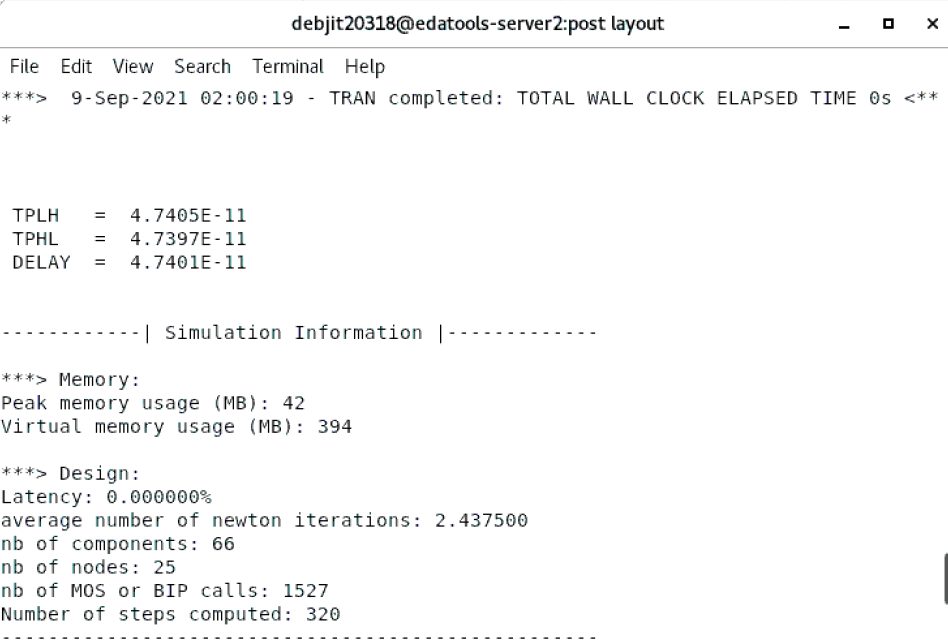 debjit20318@edatools-server2:post layout
File Edit View Search Terminal Help
***>  9-Sep-2021 02:00:19 - TRAN completed: TOTAL WALL CLOCK ELAPSED TIME 0s <**
*
TPLH   =  4.7405E-11
TPHL   =  4.7397E-11
DELAY  =  4.7401E-11
------------| Simulation Information |-------------
***> Memory:
Peak memory usage (MB): 42
Virtual memory usage (MB): 394
***> Design:
Latency: 0.000000%
average number of newton iterations: 2.437500
nb of components: 66
nb of nodes: 25
nb of MOS or BIP calls: 1527
Number of steps computed: 320
---------------------------------------------------